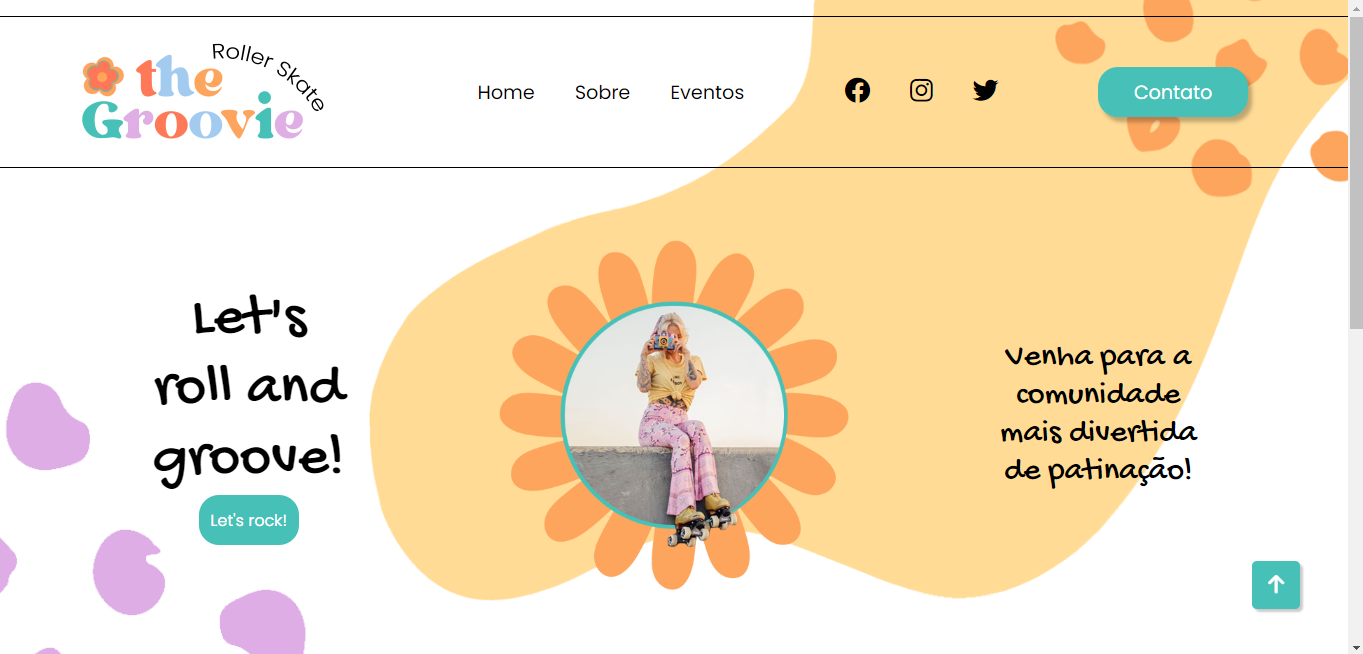 Roller Skate
the
Groovie
Home
Sobre
Eventos
Contato
Let's
roll and
groove!
Let's rock!
Venha para a
comunidade
mais divertida
de patinação!